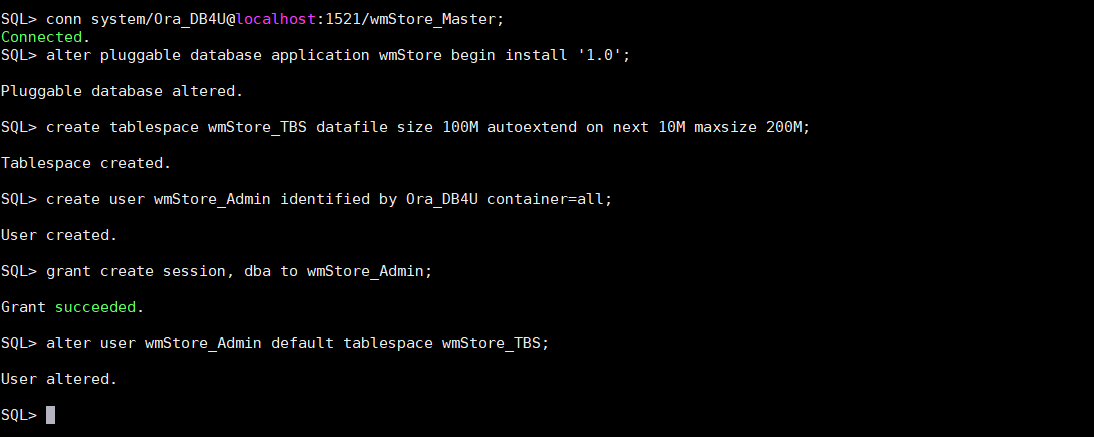 SQL> conn system/Ora_DB4U@localhost:1521/wmStore_Master;
Connected.
SQL> alter pluggable database application wmStore begin install '1.0';
Pluggable database altered.
SQL> create tablespace wmStore_TBS datafile size 100M autoextend on next 10M maxsize 200M;
Tablespace created.
SQL> create user wmStore_Admin identified by Ora_DB4U container=all;
User created.
SQL> grant create session, dba to wmStore_Admin;
Grant succeeded.
SQL> alter user wmStore_Admin default tablespace wmStore_TBS;
User altered.
SQL>